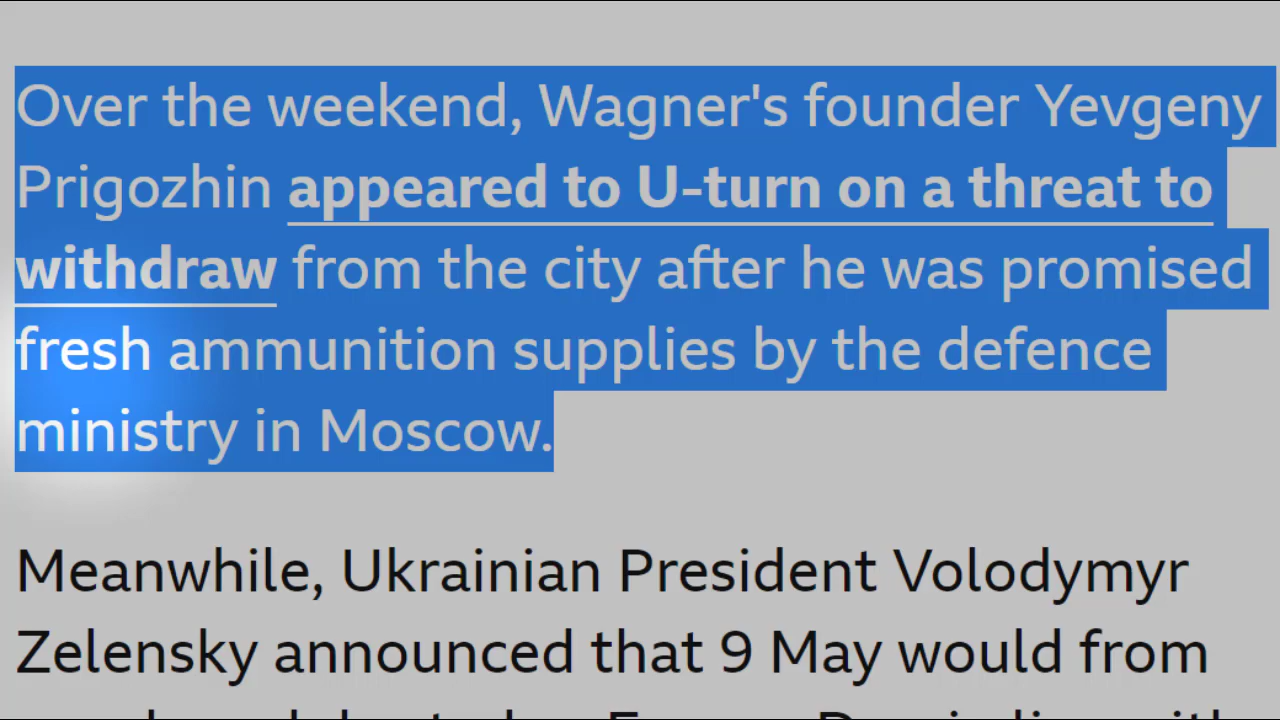 Over the weekend, Wagner's founder Yevgeny
Prigozhin appeared to U-turn on a threat to
withdraw from the city after he was promised
fresh ammunition supplies by the defence
ministry in Moscow.
Meanwhile, Ukrainian President Volodymyr
Zelensky announced that 9 May would from